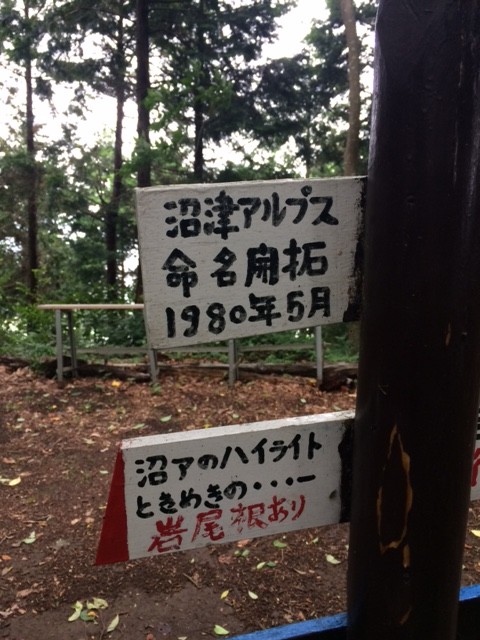 沼津アルプス
命名開拓
1980年5月
沼アのハイライト
ときめきの・・・ー
岩尾根あり